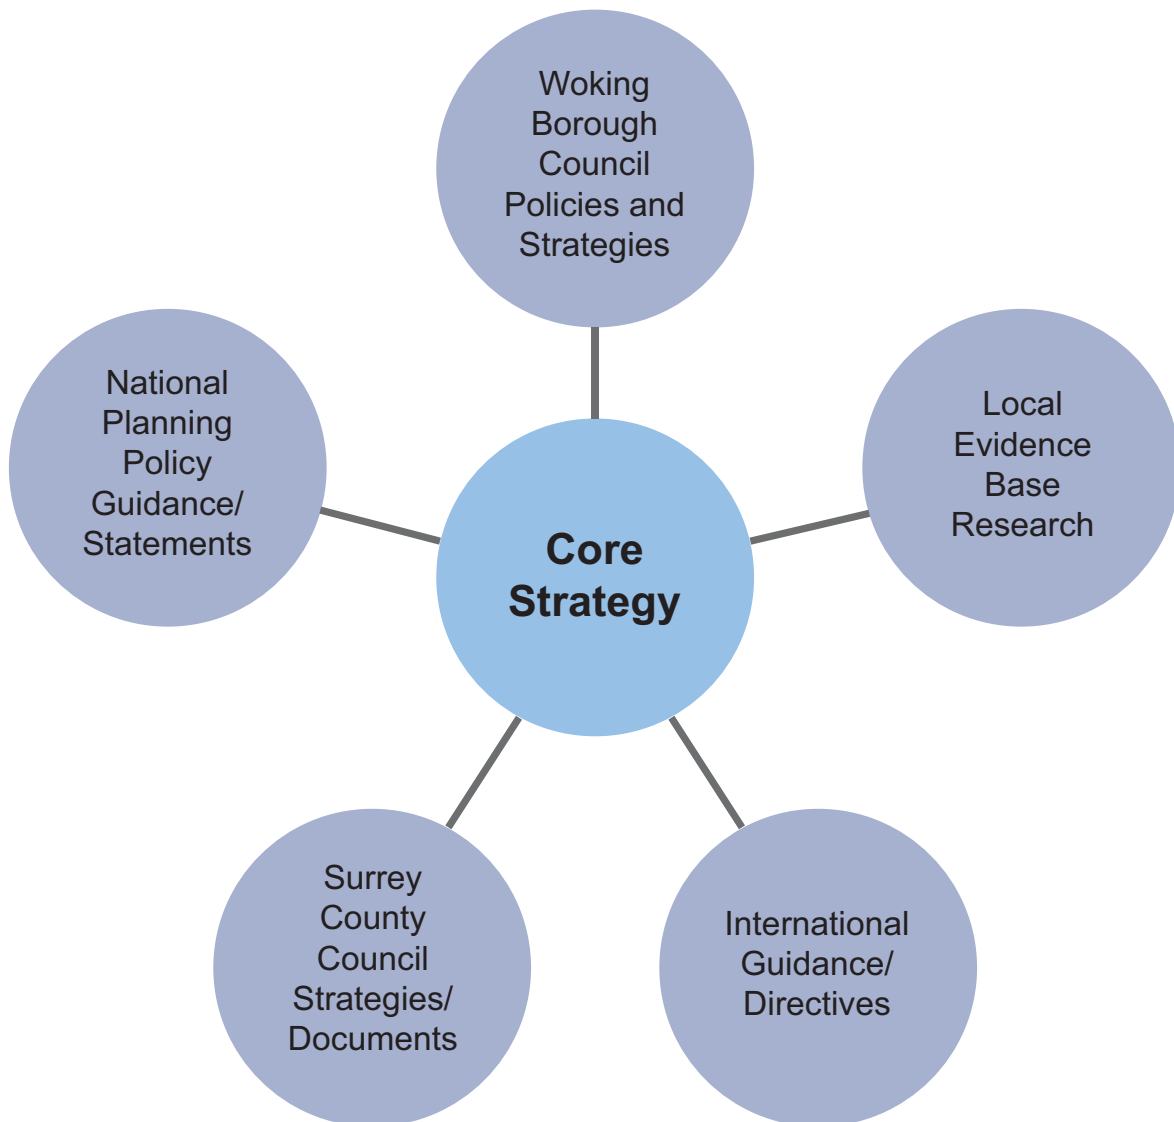 Woking
Borough
Council
Policies and
Strategies
National
Planning
Policy
Guidance/
Statements
Local
Evidence
Base
Research
Core
Strategy
Surrey
County
Council
Strategies/
Documents
International
Guidance/
Directives